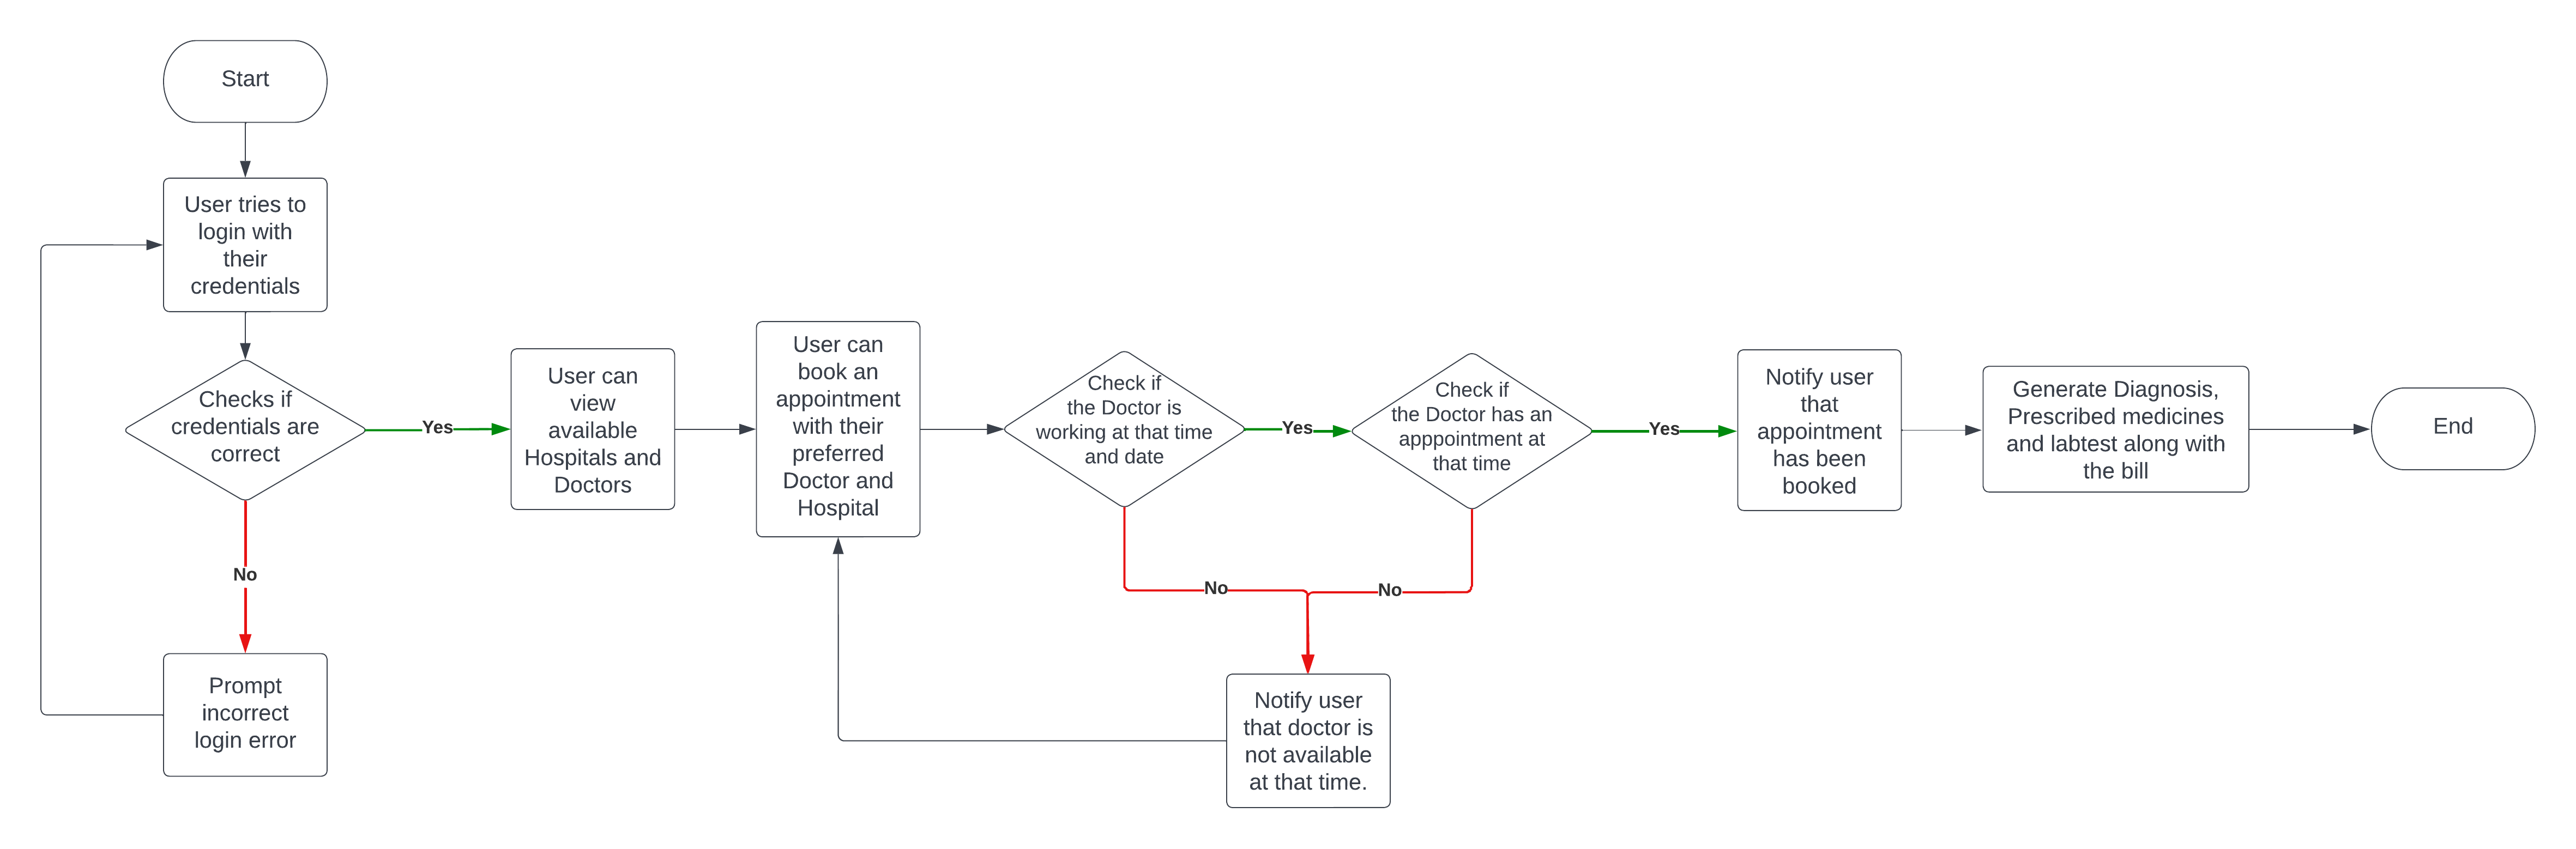 Start
User tries to
login with
their
credentials
Checks if
credentials are
correct
Yes
No
Prompt
incorrect
login error
User can
view
available
Hospitals and
Doctors
User can
book an
appointment
with their
preferred
Doctor and
Hospital
Check if
the Doctor is
working at that time
and date
Yes
No
Check if
the Doctor has an
apppointment at
that time
Yes
No
Notify user
that doctor is
not available
at that time.
Notify user
that
appointment
has been
booked
Generate Diagnosis,
Prescribed medicines
and labtest along with
the bill
End